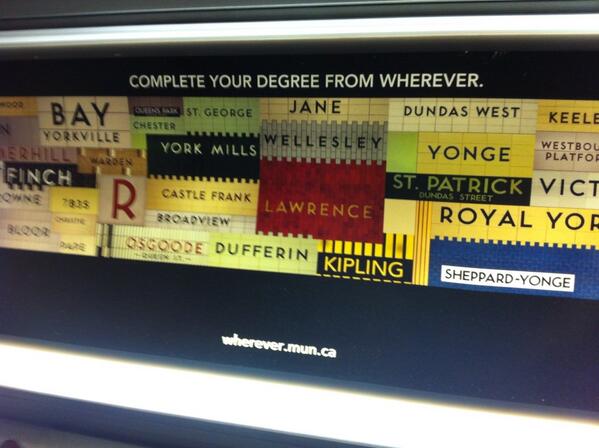 COMPLETE YOUR DEGREE FROM WHEREVER.
BAY
YORKVILLE
QUEENS PARK
ST. GEORGE
CHESTER
JANE
DUNDAS WEST
KEELE
WELLESLEY
YORK MILLS
YONGE
WARDEN
FINCH
CASTLE FRANK
LAWRENCE
ST. PATRICK
DUNDAS STREET
R
BROADVIEW
BLOOR
OSGOODE
DUFFERIN
KIPLING
ROYAL YOR
SHEPPARD-YONGE
VICT
wherever.mun.ca